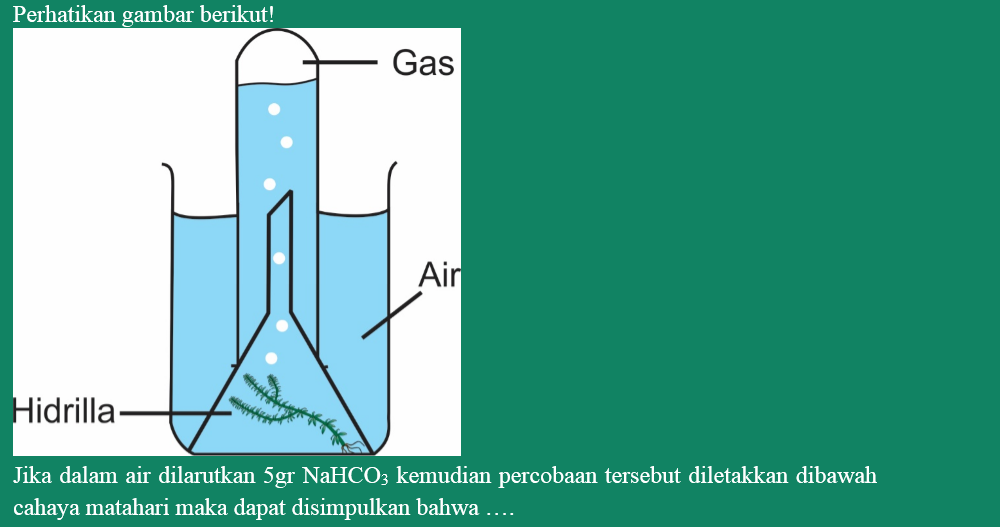 Perhatikan gambar berikut!
Gas
Air
Hidrilla
Jika dalam air dilarutkan 5gr NaHCO₃ kemudian percobaan tersebut diletakkan dibawah
cahaya matahari maka dapat disimpulkan bahwa ….